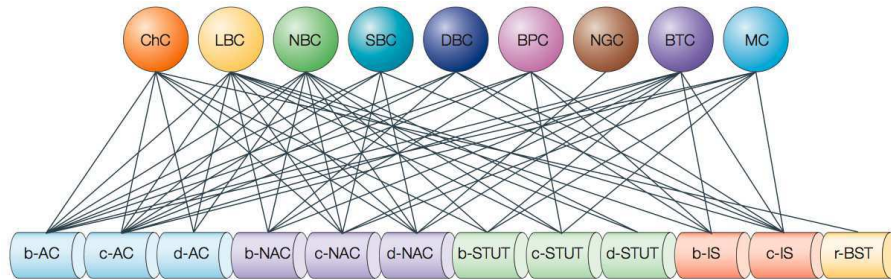 ChC LBC NBC SBC DBC BPC NGC BTC MC
b-AC c-AC d-AC b-NAC c-NAC d-NAC b-STUT c-STUT d-STUT b-IS c-IS r-BST